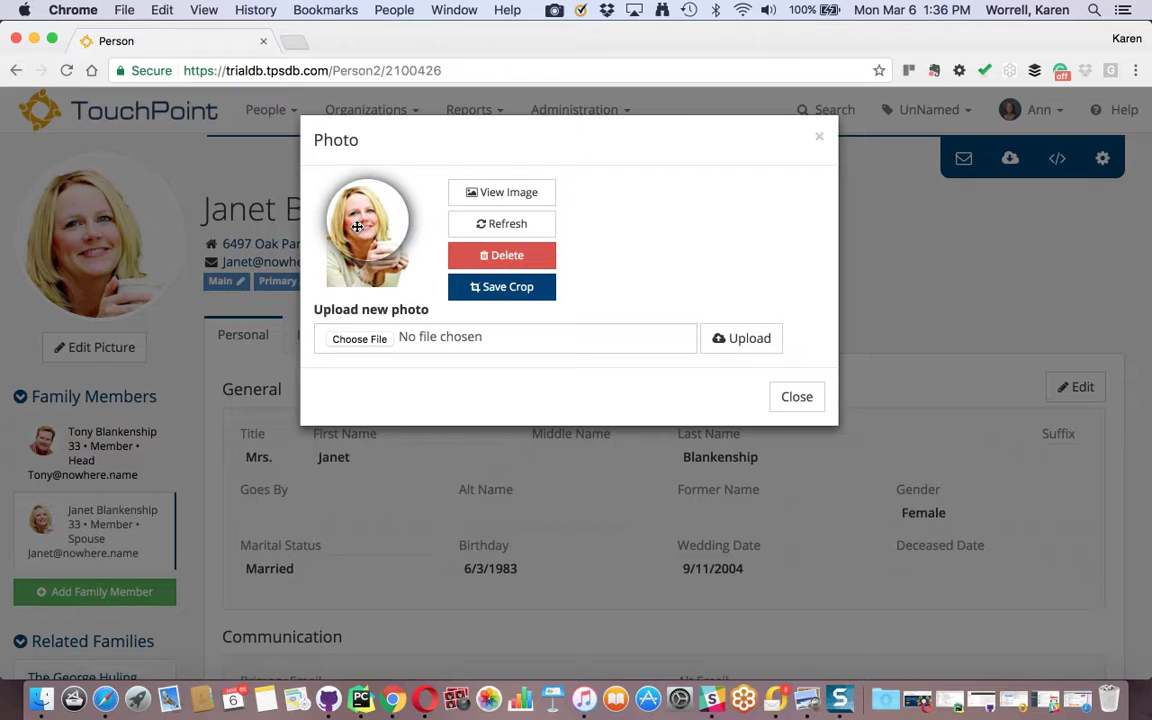 Chrome File Edit View History Bookmarks People Window Help 100% Mon Mar 6 1:36 PM Worrell, Karen
Person Karen
Secure https://trialdb.tpsdb.com/Person2/2100426
off G
TouchPoint People Organizations Reports Administration Search UnNamed Ann Help
Photo ×
Janet B
View Image
6497 Oak Par
Refresh
Janet@nowhe
Delete
Main Primary
Save Crop
Upload new photo
Personal Choose File No file chosen Upload
Edit Picture
General Edit
Close
Family Members
Tony Blankenship
33 • Member •
Head
Tony@nowhere.name
Title First Name Middle Name Last Name Suffix
Mrs. Janet Blankenship
Janet Blankenship
33 • Member •
Spouse
Janet@nowhere.name
Goes By Alt Name Former Name Gender
Female
Marital Status Birthday Wedding Date Deceased Date
Married 6/3/1983 9/11/2004
Add Family Member
Related Families
Communication
The George Huling
6
PC
S